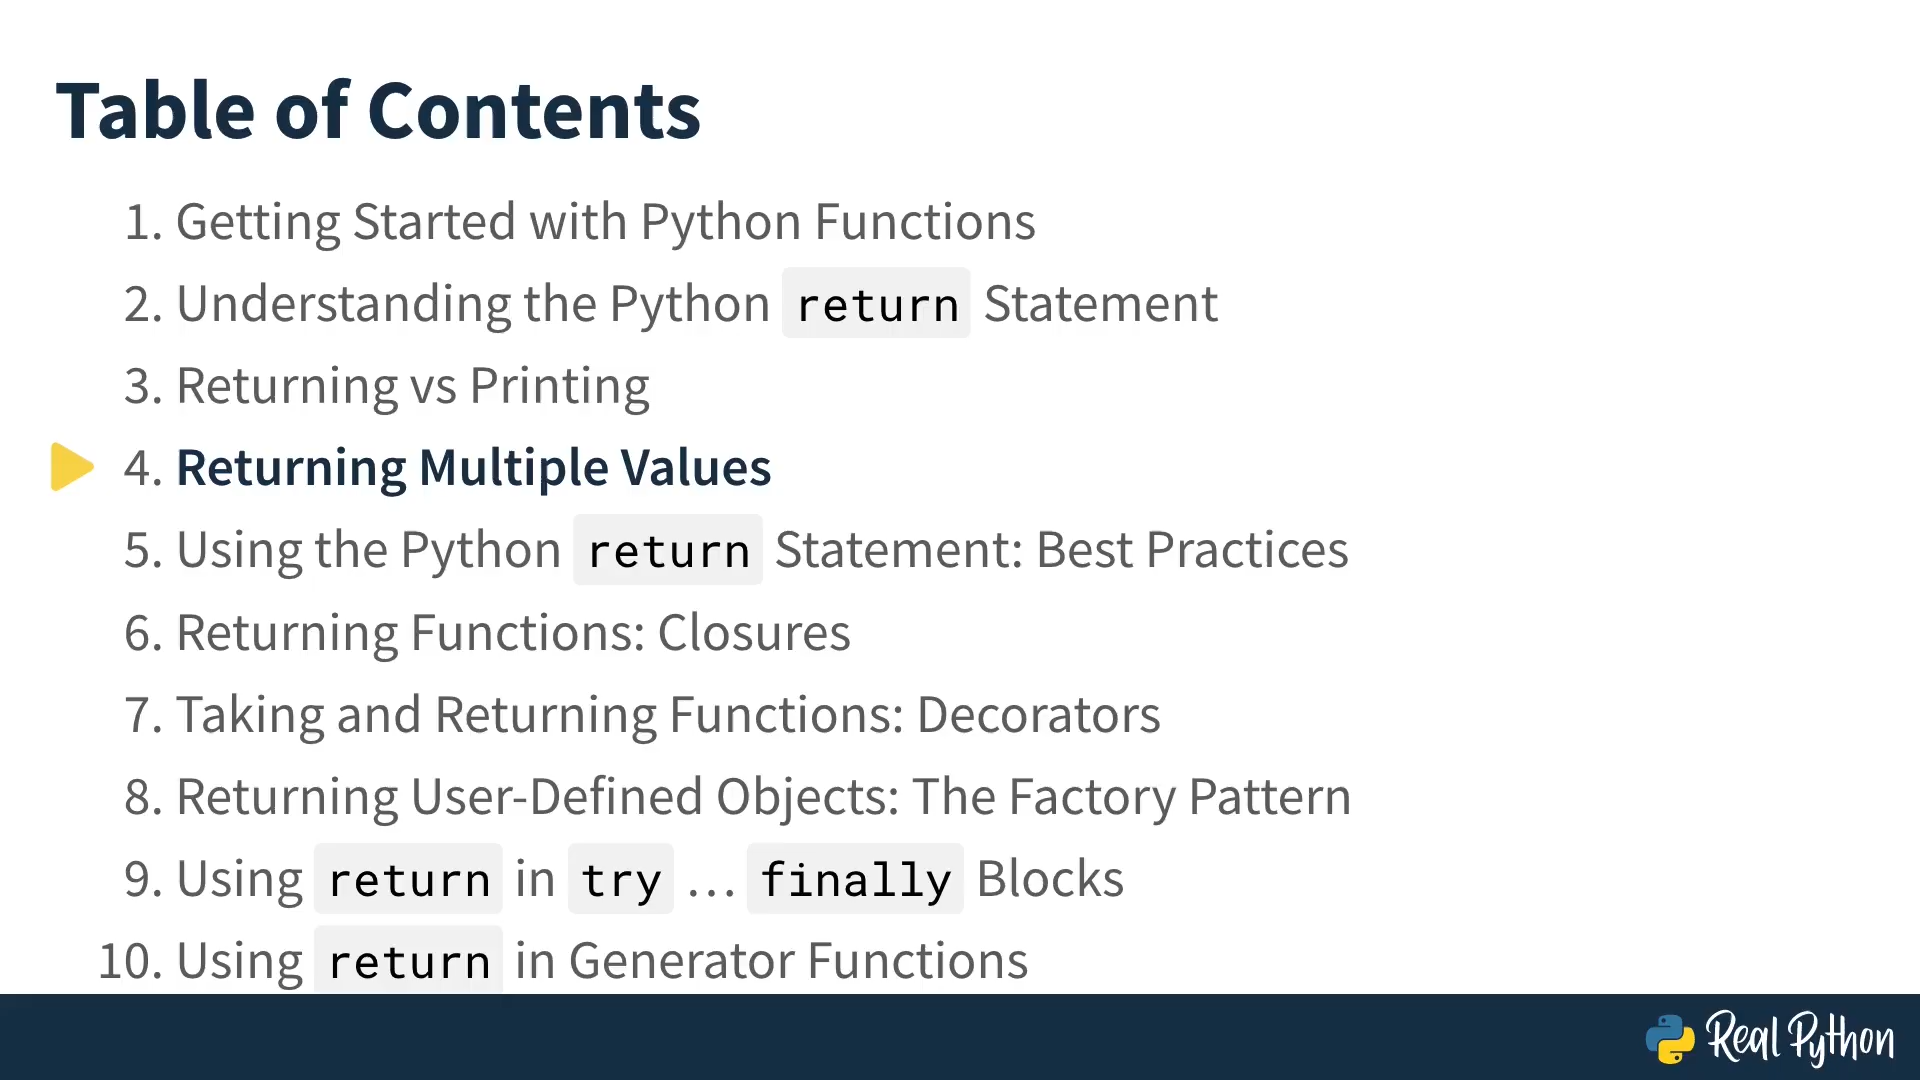 Table of Contents
1. Getting Started with Python Functions
2. Understanding the Python return Statement
3. Returning vs Printing
4. Returning Multiple Values
5. Using the Python return Statement: Best Practices
6. Returning Functions: Closures
7. Taking and Returning Functions: Decorators
8. Returning User-Defined Objects: The Factory Pattern
9. Using return in try … finally Blocks
10. Using return in Generator Functions
Real Python